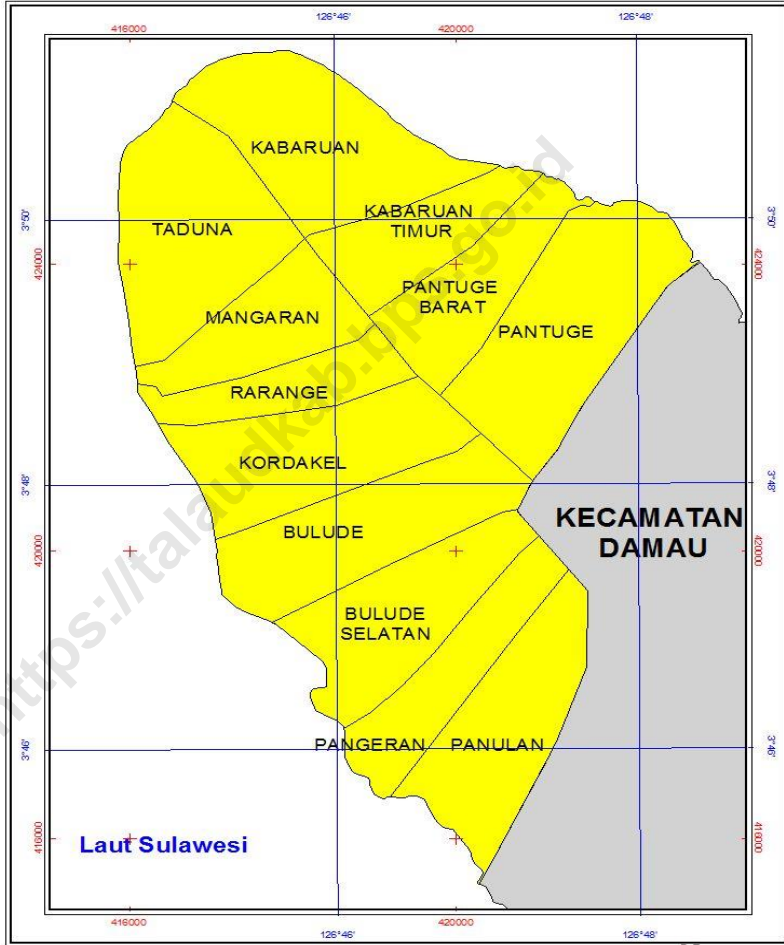 126°46'
126°48'
416000
420000
KABARUAN
3°50'
KABARUAN
TIMUR
3°50'
TADUNA
424000
424000
PANTUGE
BARAT
MANGARAN
PANTUGE
RARANGE
KORDAKEL
3°48'
3°48'
KECAMATAN
DAMAU
BULUDE
420000
420000
BULUDE
SELATAN
PANGERAN
PANULAN
3°46'
3°46'
416000
416000
Laut Sulawesi
416000
420000
126°46'
126°48'
https://talaudkab.bps.go.id